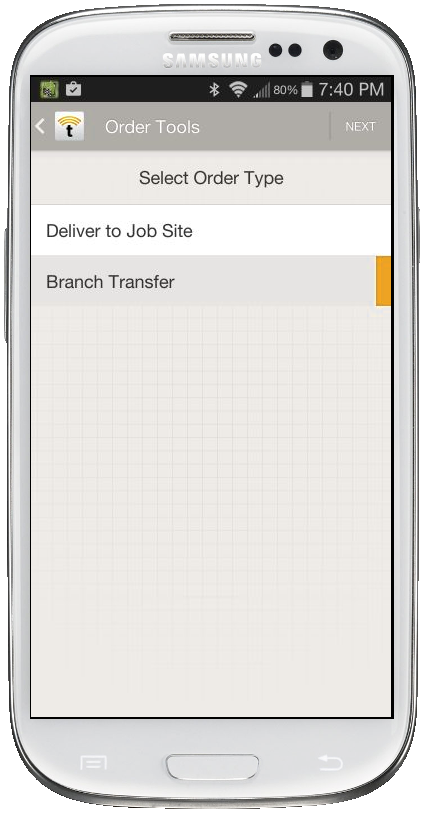 SAMSUNG
80% 7:40 PM
t Order Tools NEXT
Select Order Type
Deliver to Job Site
Branch Transfer